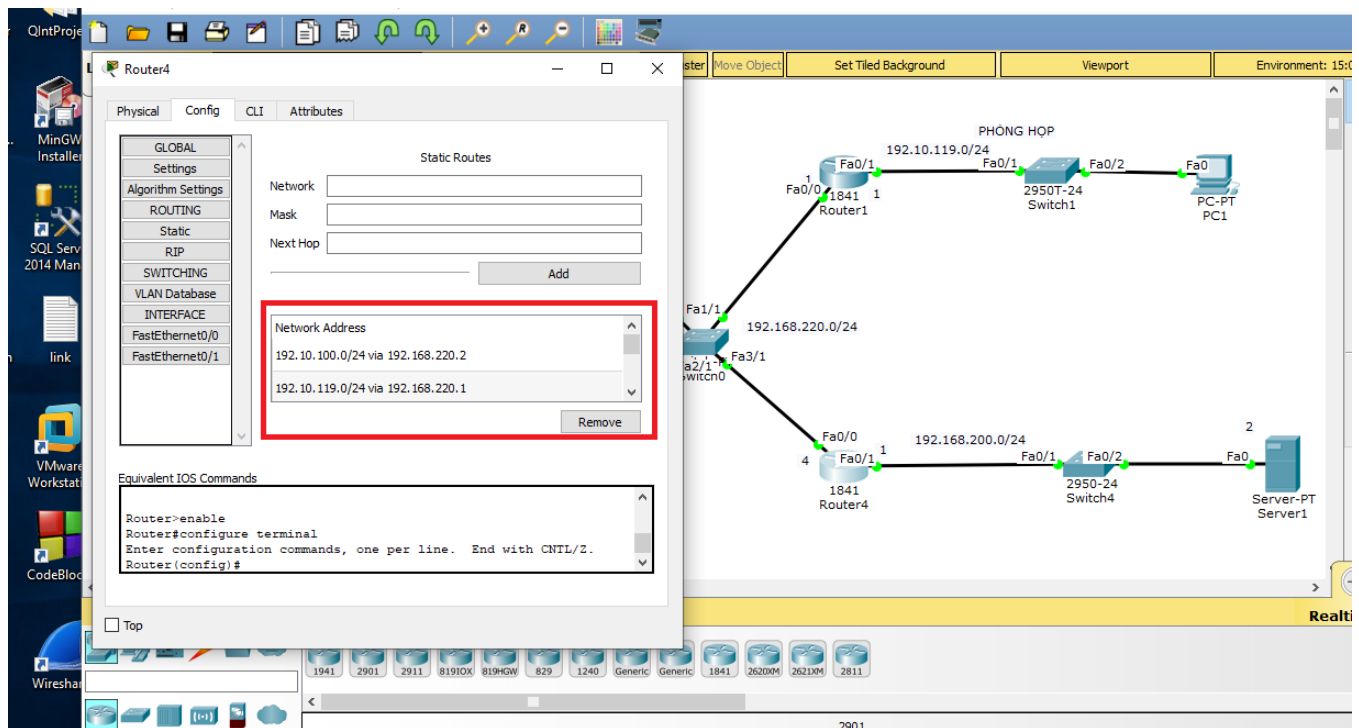 QIntProje
MinGW
Installer
SQL Serv
2014 Man
link
VMware
Workstati
CodeBloc
Wireshar
Router4
Physical Config CLI Attributes
GLOBAL
Settings
Algorithm Settings
ROUTING
Static
RIP
SWITCHING
VLAN Database
INTERFACE
FastEthernet0/0
FastEthernet0/1
Static Routes
Network
Mask
Next Hop
Add
Network Address
192.10.100.0/24 via 192.168.220.2
192.10.119.0/24 via 192.168.220.1
Remove
Equivalent IOS Commands
Router>enable
Router#configure terminal
Enter configuration commands, one per line. End with CNTL/Z.
Router(config)#
Top
Move Object Set Tiled Background Viewport Environment: 15:0
PHÒNG HỌP
192.10.119.0/24
Fa0/1 Fa0/1 Fa0/2 Fa0
1
Fa0/0
1841 1
Router1
2950T-24
Switch1
PC-PT
PC1
Fa1/1
192.168.220.0/24
Fa3/1
Fa0/0
192.168.200.0/24
1
4
Fa0/1 Fa0/1 Fa0/2 Fa0
2
1841
Router4
2950-24
Switch4
Server-PT
Server1
Realti
1941 2901 2911 819IOX 819HGW 829 1240 Generic Generic 1841 2620XM 2621XM 2811
2901